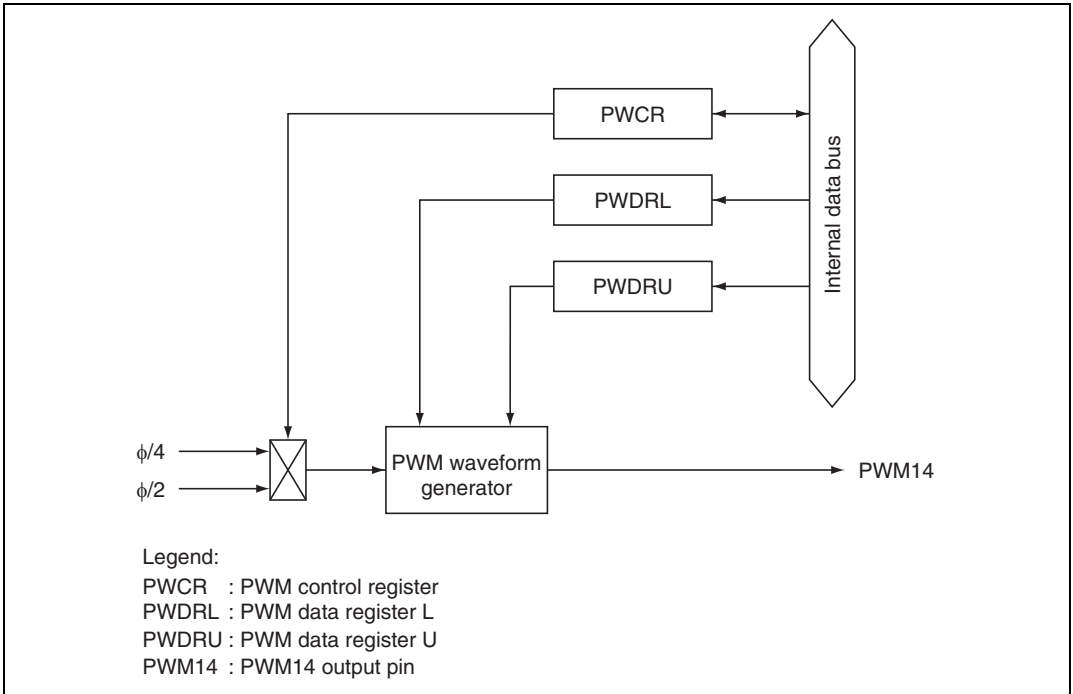 PWCR
PWDRL
PWDRU
Internal data bus
ϕ/4
ϕ/2
PWM waveform
generator
PWM14
Legend:
PWCR : PWM control register
PWDRL : PWM data register L
PWDRU : PWM data register U
PWM14 : PWM14 output pin